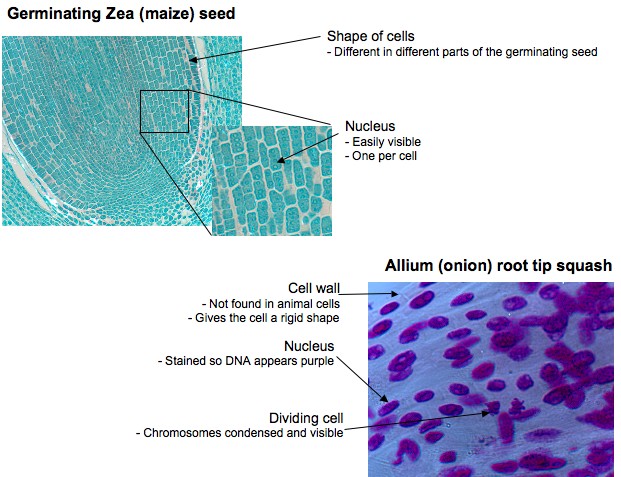 Germinating Zea (maize) seed
Shape of cells
- Different in different parts of the germinating seed
Nucleus
- Easily visible
- One per cell
Allium (onion) root tip squash
Cell wall
- Not found in animal cells
- Gives the cell a rigid shape
Nucleus
- Stained so DNA appears purple
Dividing cell
- Chromosomes condensed and visible